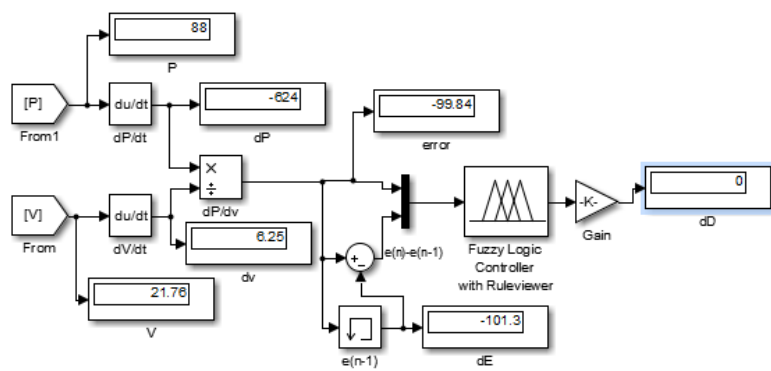 88
P
[P]
From1
du/dt
dP/dt
-624
dP
-99.84
error
×
÷
dP/dv
[V]
From
du/dt
dV/dt
6.25
dv
21.76
V
+
-
e(n)-e(n-1)
e(n-1)
-101.3
dE
Fuzzy Logic
Controller
with Ruleviewer
-K-
Gain
0
dD